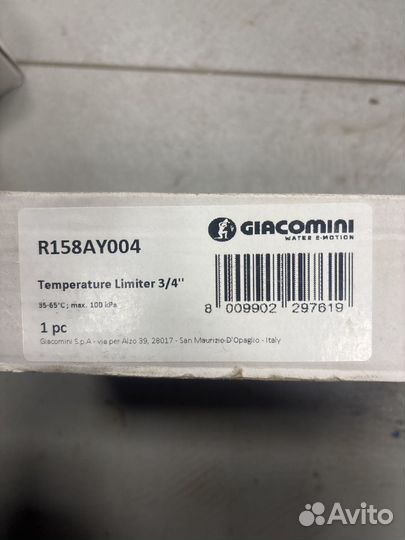 GIACOMINI
WATER E-MOTION
R158AY004
Temperature Limiter 3/4''
35-65°C; max. 100 kPa
8 009902 297619
1 pc
Giacomini S.p.A - via per Alzo 39, 28017 - San Maurizio D'Opaglio - Italy
Avito